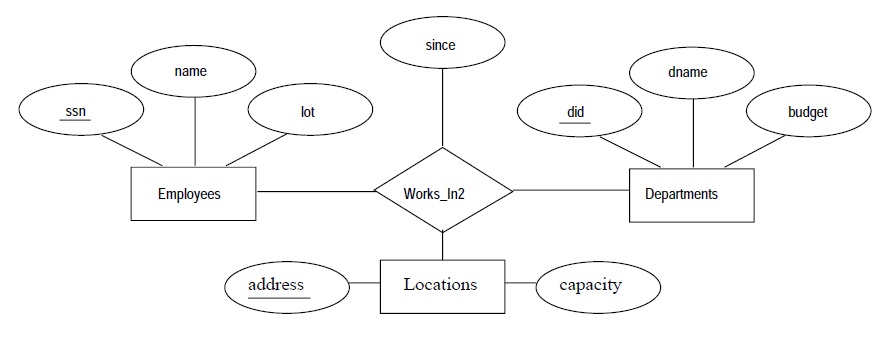 since
name
dname
ssn
lot
did
budget
Employees
Works_In2
Departments
address
Locations
capacity